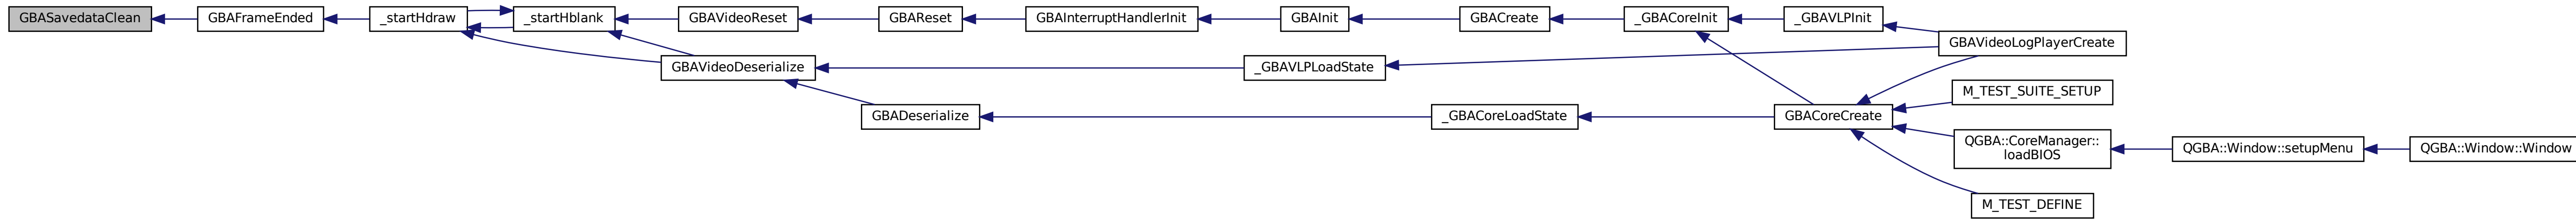 GBASavedataClean
GBAFrameEnded
_startHdraw
_startHblank
GBAVideoReset
GBAReset
GBAInterruptHandlerInit
GBAInit
GBACreate
_GBACoreInit
_GBAVLPInit
GBAVideoLogPlayerCreate
GBAVideoDeserialize
_GBAVLPLoadState
M_TEST_SUITE_SETUP
GBADeserialize
_GBACoreLoadState
GBACoreCreate
QGBA::CoreManager::
loadBIOS
QGBA::Window::setupMenu
QGBA::Window::Window
M_TEST_DEFINE